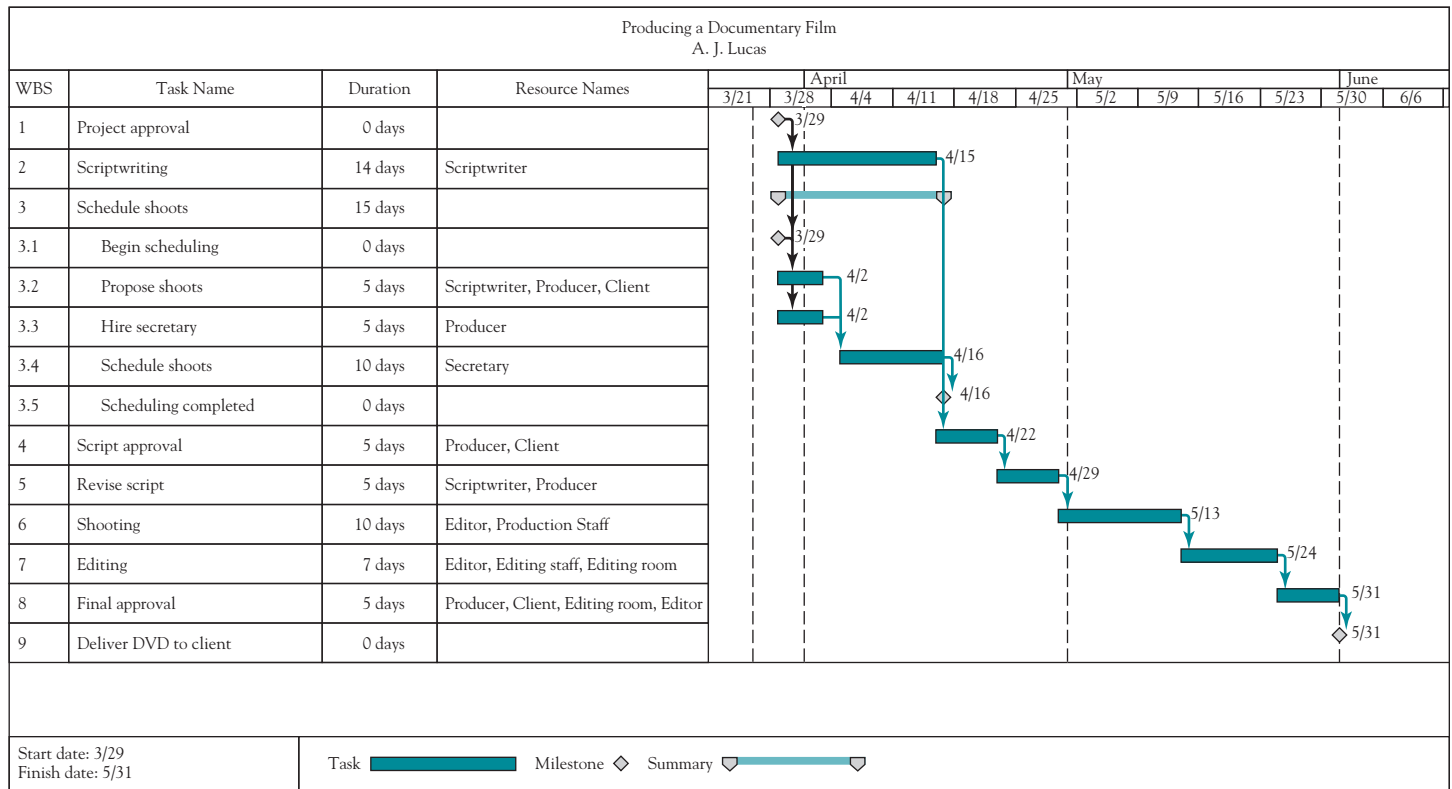 Producing a Documentary Film
A. J. Lucas
WBS Task Name Duration Resource Names April May June
3/21 3/28 4/4 4/11 4/18 4/25 5/2 5/9 5/16 5/23 5/30 6/6
1 Project approval 0 days 3/29
2 Scriptwriting 14 days Scriptwriter 4/15
3 Schedule shoots 15 days
3.1 Begin scheduling 0 days 3/29
3.2 Propose shoots 5 days Scriptwriter, Producer, Client 4/2
3.3 Hire secretary 5 days Producer 4/2
3.4 Schedule shoots 10 days Secretary 4/16
3.5 Scheduling completed 0 days 4/16
4 Script approval 5 days Producer, Client 4/22
5 Revise script 5 days Scriptwriter, Producer 4/29
6 Shooting 10 days Editor, Production Staff 5/13
7 Editing 7 days Editor, Editing staff, Editing room 5/24
8 Final approval 5 days Producer, Client, Editing room, Editor 5/31
9 Deliver DVD to client 0 days 5/31
Start date: 3/29
Finish date: 5/31
Task Milestone Summary